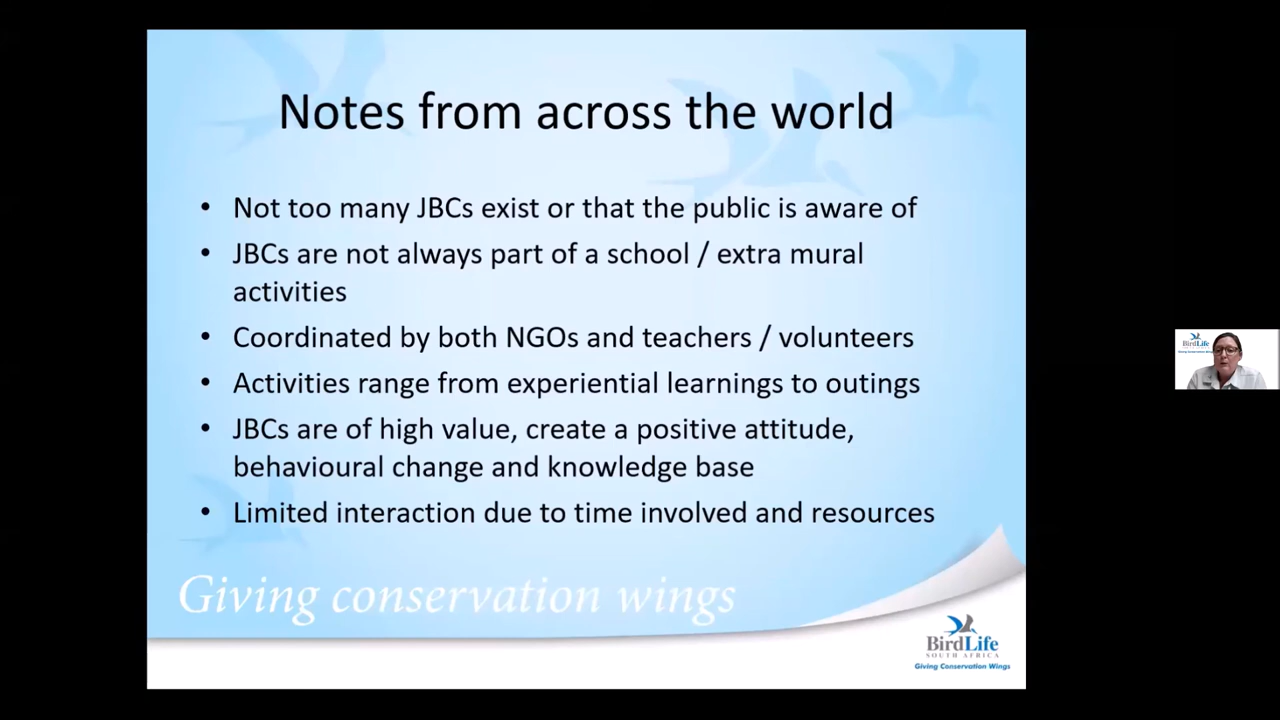 Notes from across the world
• Not too many JBCs exist or that the public is aware of
• JBCs are not always part of a school / extra mural
activities
• Coordinated by both NGOs and teachers / volunteers
• Activities range from experiential learnings to outings
• JBCs are of high value, create a positive attitude,
behavioural change and knowledge base
• Limited interaction due to time involved and resources
Giving conservation wings
BirdLife
SOUTH AFRICA
Giving Conservation Wings
BirdLife